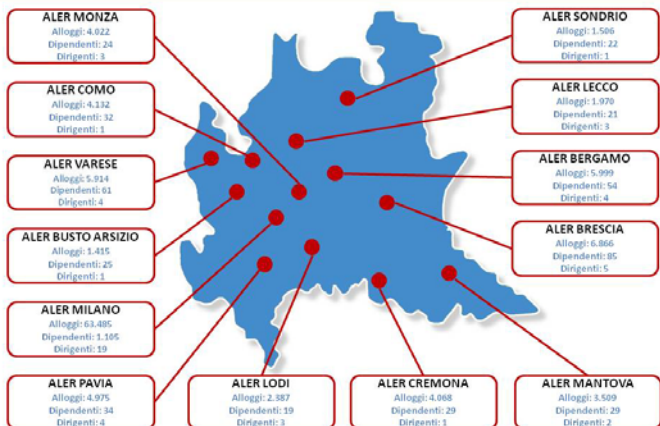 ALER MONZA
Alloggi: 4.022
Dipendenti: 24
Dirigenti: 3
ALER SONDRIO
Alloggi: 1.506
Dipendenti: 22
Dirigenti: 1
ALER COMO
Alloggi: 4.132
Dipendenti: 32
Dirigenti: 1
ALER LECCO
Alloggi: 1.970
Dipendenti: 21
Dirigenti: 3
ALER VARESE
Alloggi: 5.914
Dipendenti: 61
Dirigenti: 4
ALER BERGAMO
Alloggi: 5.999
Dipendenti: 54
Dirigenti: 4
ALER BUSTO ARSIZIO
Alloggi: 1.415
Dipendenti: 25
Dirigenti: 1
ALER BRESCIA
Alloggi: 6.866
Dipendenti: 85
Dirigenti: 5
ALER MILANO
Alloggi: 63.485
Dipendenti: 1.105
Dirigenti: 19
ALER PAVIA
Alloggi: 4.975
Dipendenti: 34
Dirigenti: 4
ALER LODI
Alloggi: 2.387
Dipendenti: 19
Dirigenti: 3
ALER CREMONA
Alloggi: 4.068
Dipendenti: 29
Dirigenti: 1
ALER MANTOVA
Alloggi: 3.509
Dipendenti: 29
Dirigenti: 2